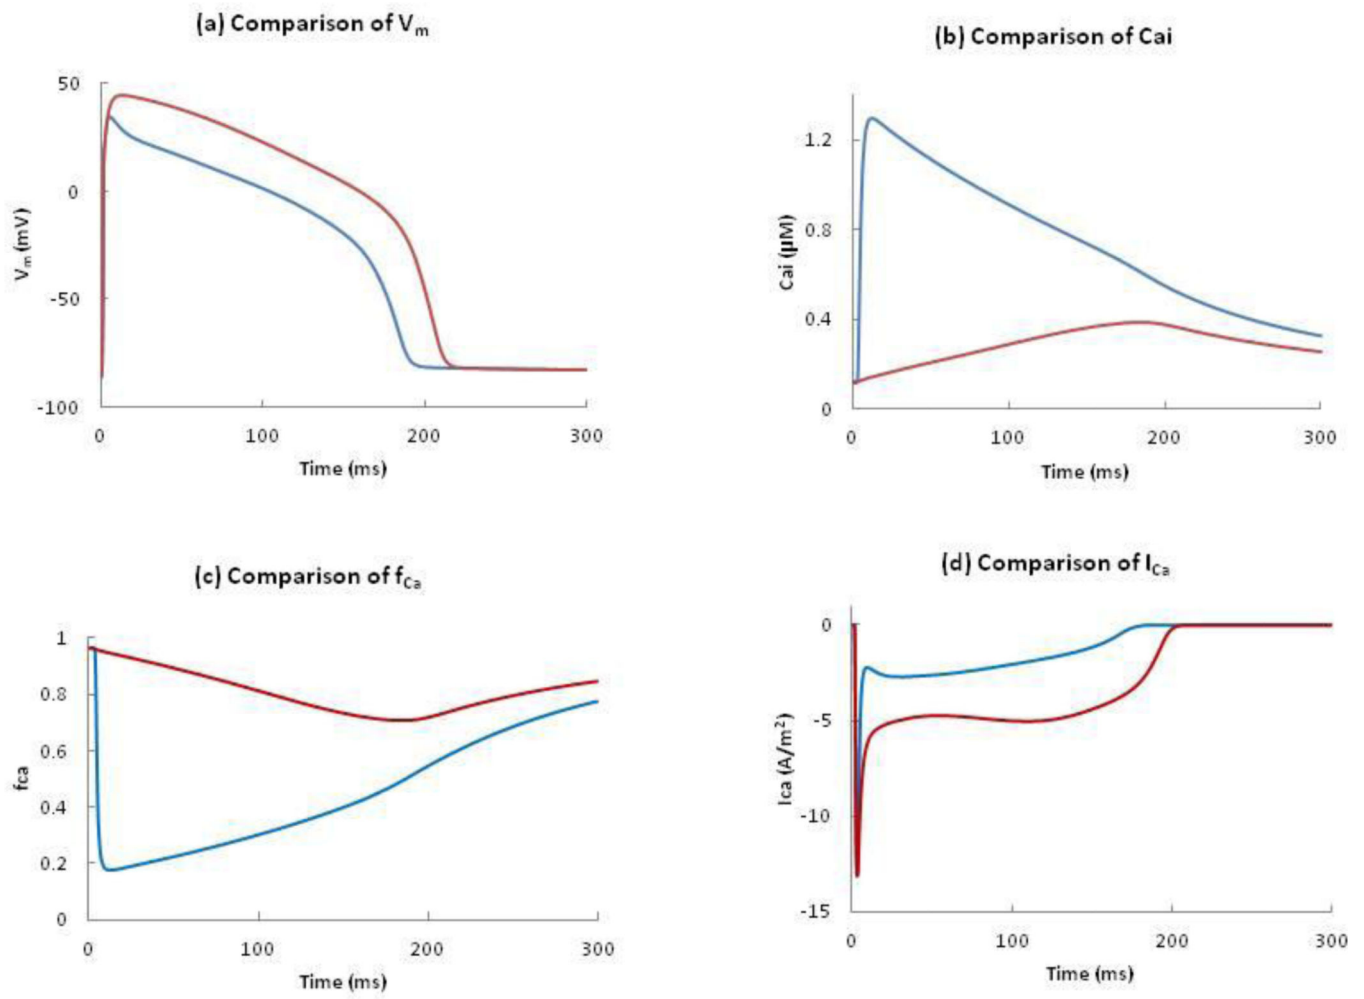 (a) Comparison of Vm
50
0
-50
-100
Vm (mV)
0 100 200 300
Time (ms)
(b) Comparison of Cai
1.2
0.8
0.4
0
Cai (µM)
0 100 200 300
Time (ms)
(c) Comparison of fCa
1
0.8
0.6
0.4
0.2
0
fca
0 100 200 300
Time (ms)
(d) Comparison of ICa
0
-5
-10
-15
Ica (A/m²)
0 100 200 300
Time (ms)